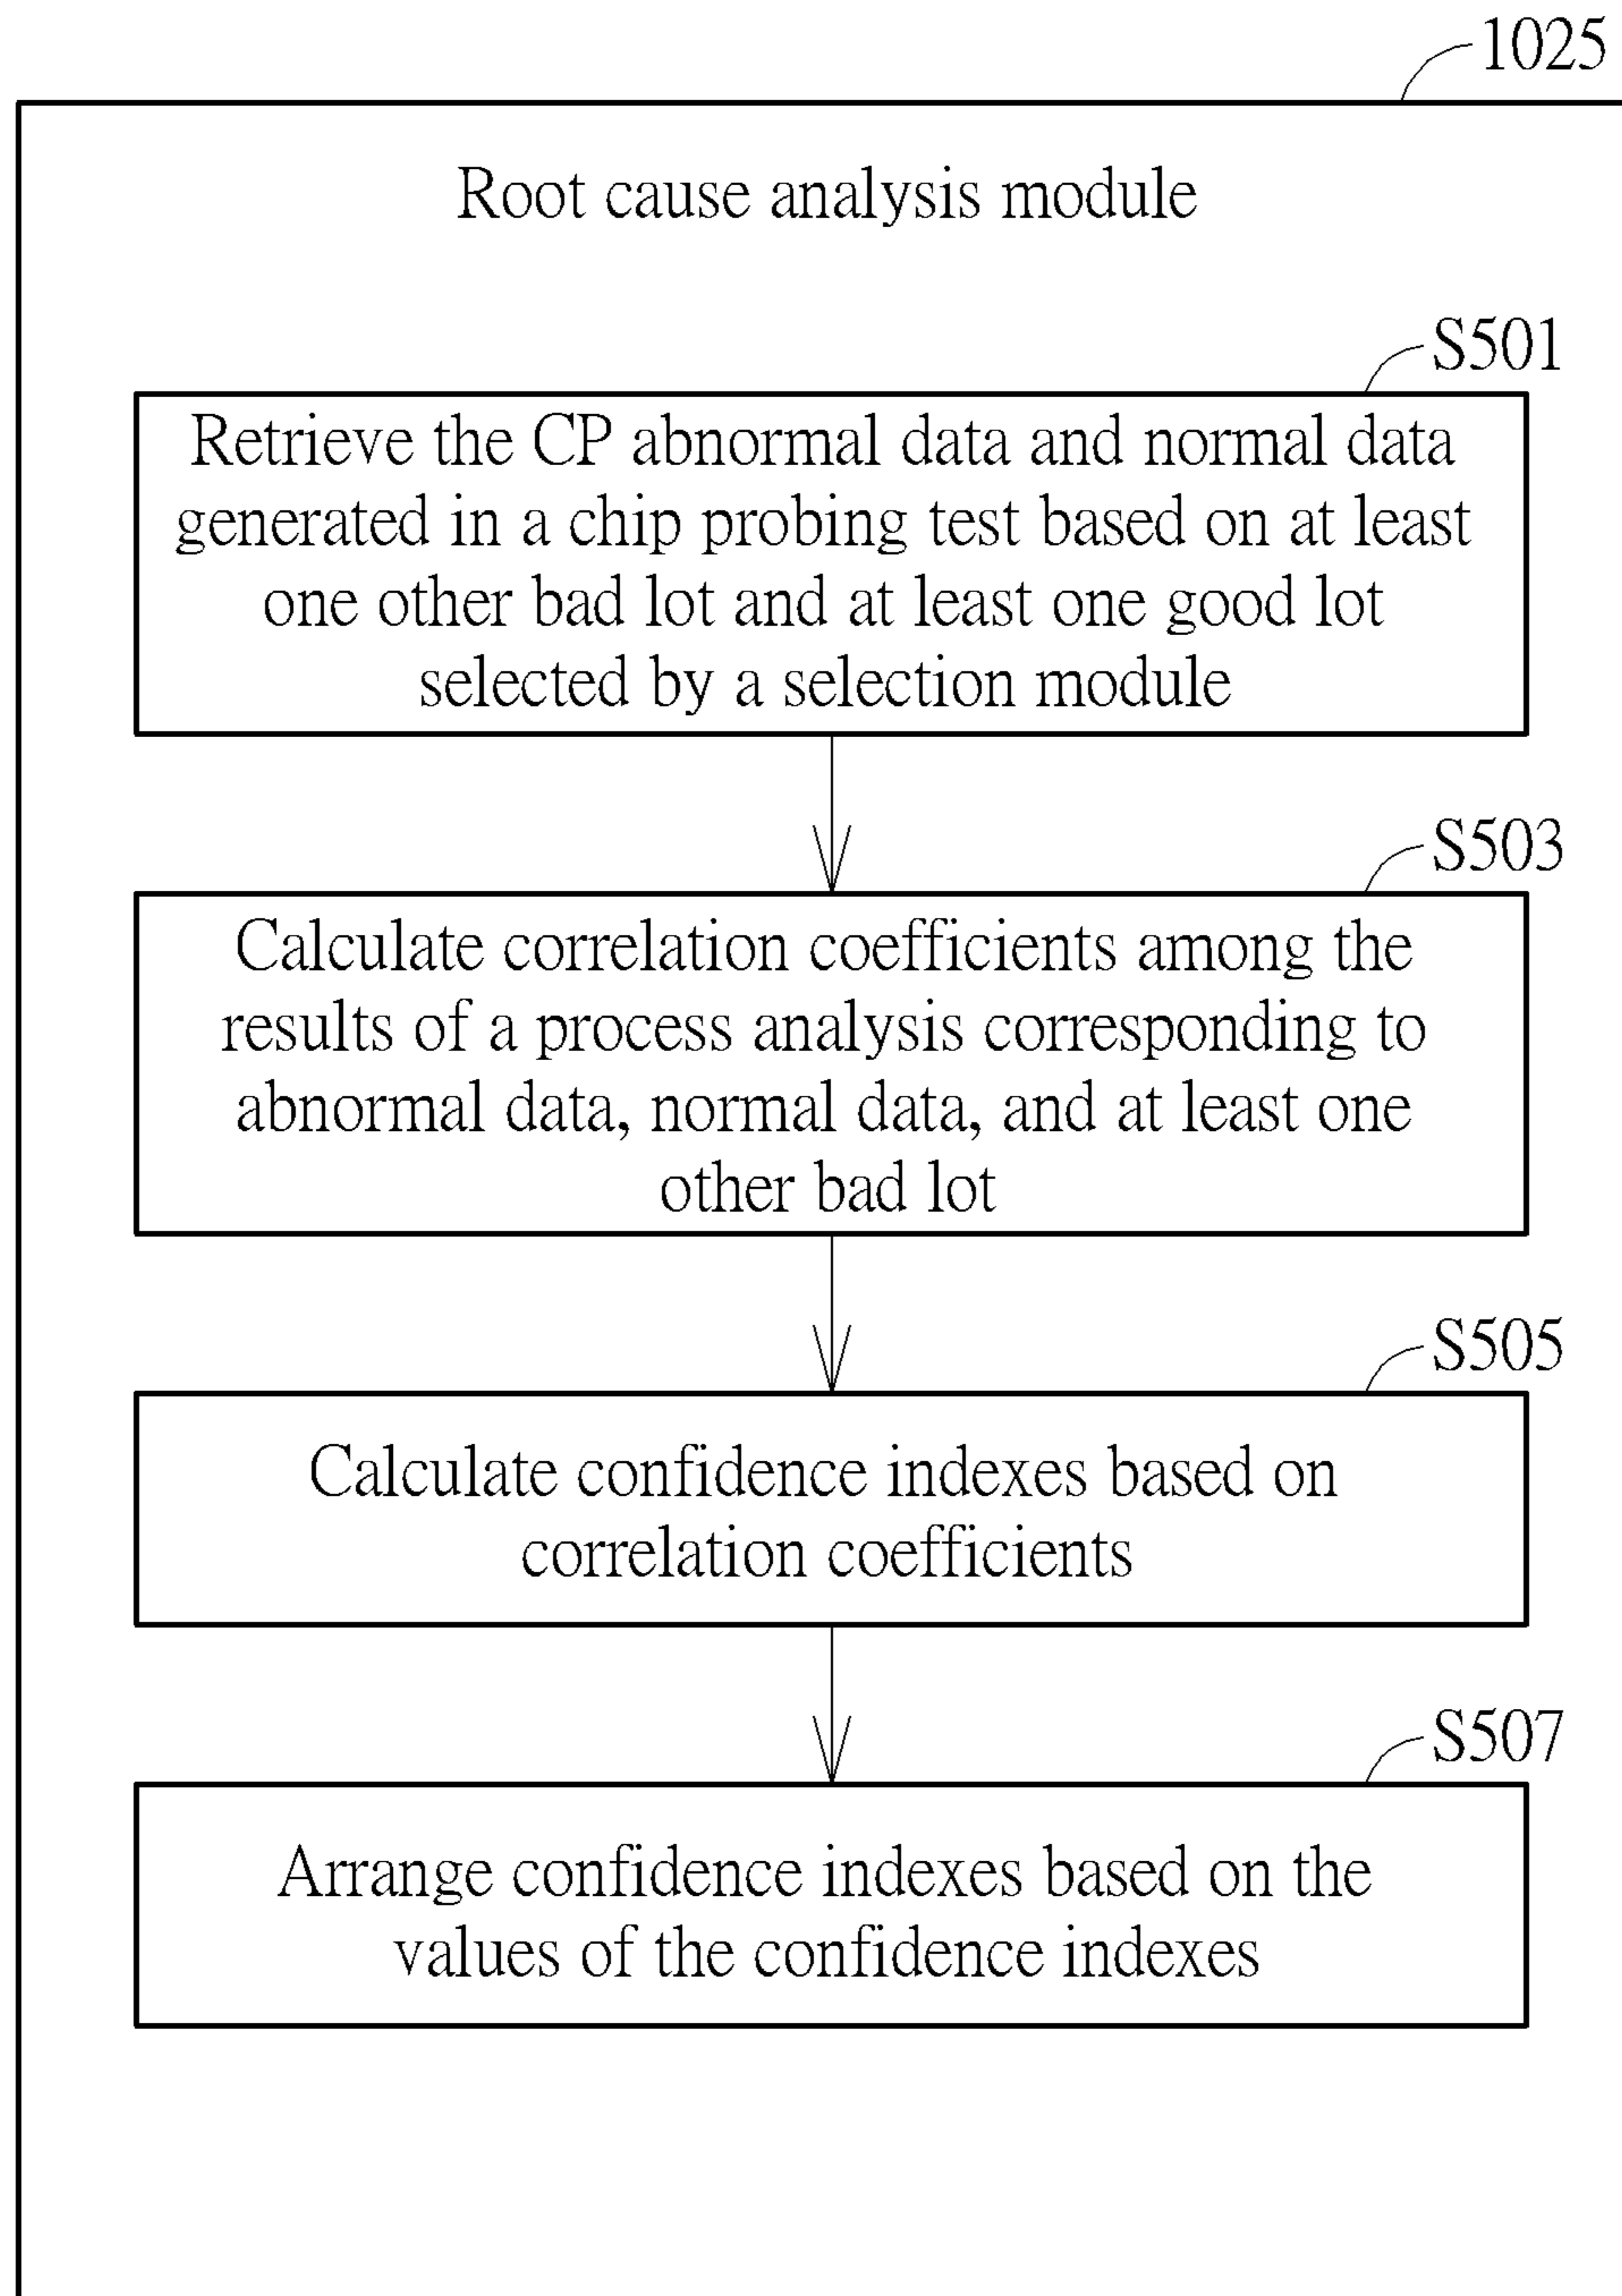 1025
Root cause analysis module
S501
Retrieve the CP abnormal data and normal data
generated in a chip probing test based on at least
one other bad lot and at least one good lot
selected by a selection module
S503
Calculate correlation coefficients among the
results of a process analysis corresponding to
abnormal data, normal data, and at least one
other bad lot
S505
Calculate confidence indexes based on
correlation coefficients
S507
Arrange confidence indexes based on the
values of the confidence indexes